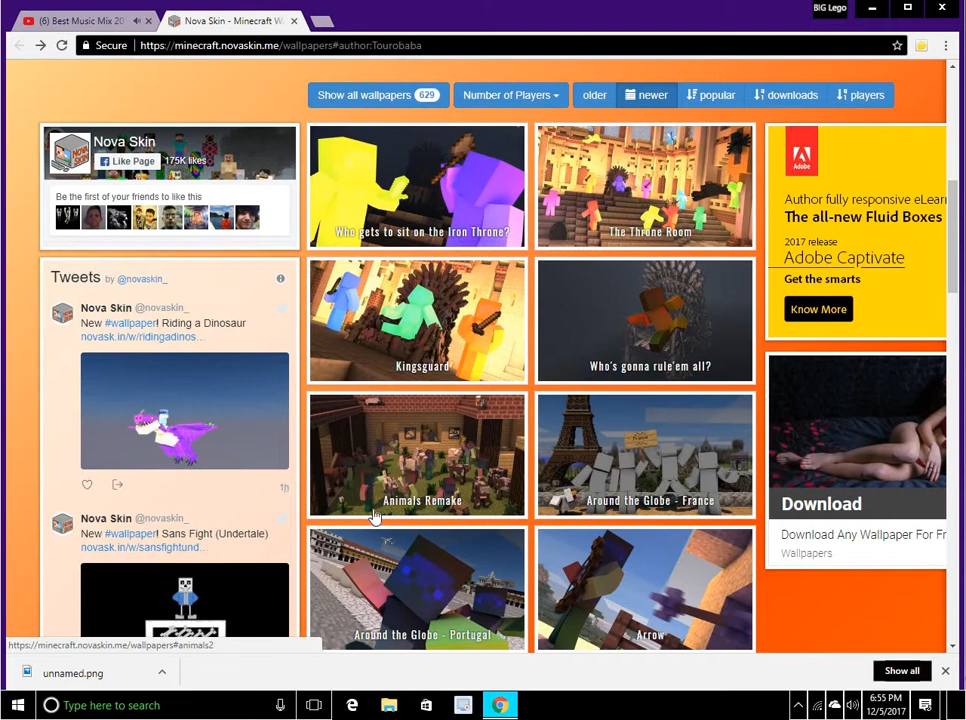 BIG Lego
(6) Best Music Mix 20
Nova Skin - Minecraft W
Secure
https://minecraft.novaskin.me/wallpapers#author:Tourobaba
Show all wallpapers 629
Number of Players
older
newer
popular
downloads
players
NOVA SKIN
Nova Skin
Like Page
175K likes
Be the first of your friends to like this
Who gets to sit on the Iron Throne?
The Throne Room
Adobe
Author fully responsive eLear
The all-new Fluid Boxes
2017 release
Adobe Captivate
Get the smarts
Know More
Tweets by @novaskin_
Nova Skin @novaskin_
New #wallpaper! Riding a Dinosaur
novask.in/w/ridingadinos…
1h
Kingsguard
Who's gonna rule'em all?
Animals Remake
Around the Globe - France
France
Download
Download Any Wallpaper For Fr
Wallpapers
Nova Skin @novaskin_
New #wallpaper! Sans Fight (Undertale)
novask.in/w/sansfightund…
Around the Globe - Portugal
Arrow
https://minecraft.novaskin.me/wallpapers#animals2
unnamed.png
Show all
Type here to search
6:55 PM
12/5/2017